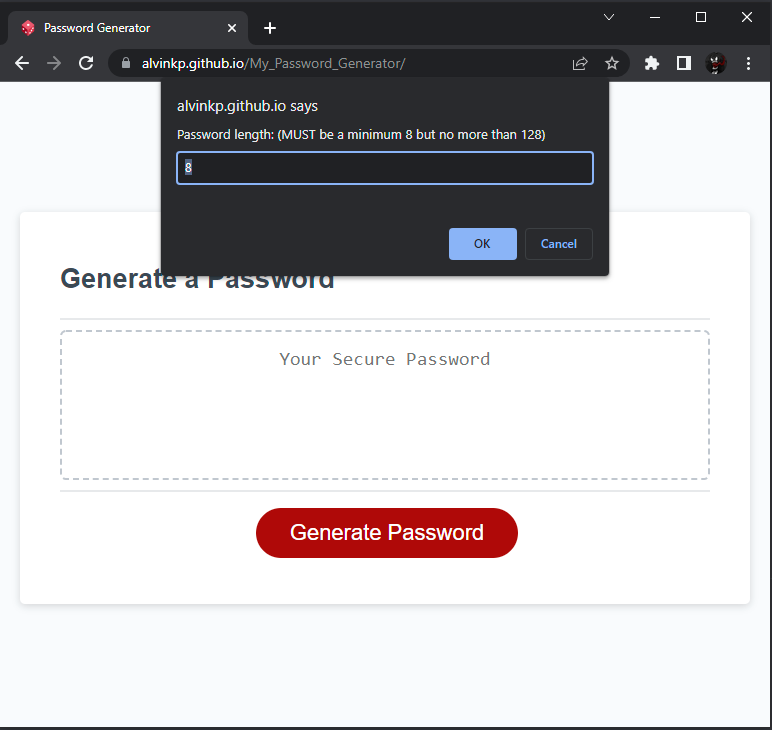 Password Generator
alvinkp.github.io/My_Password_Generator/
alvinkp.github.io says
Password length: (MUST be a minimum 8 but no more than 128)
8
OK
Cancel
Generate a Password
Your Secure Password
Generate Password